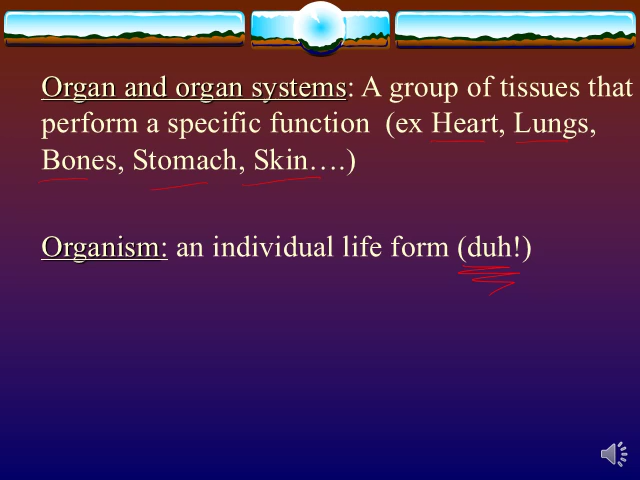 Organ and organ systems: A group of tissues that
perform a specific function  (ex Heart, Lungs,
Bones, Stomach, Skin….)
Organism: an individual life form (duh!)